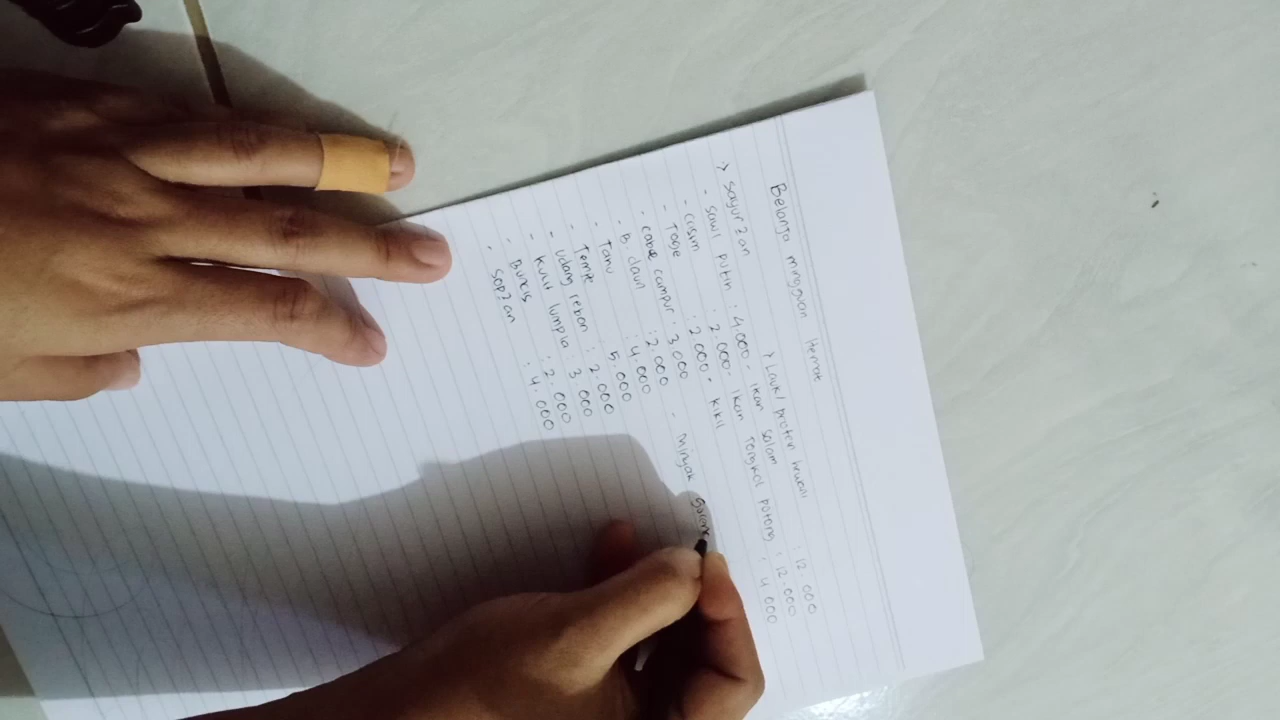 Belanja mingguan Hemat
> Sayur2an > Lauk/ protein hewani
- sawi putih : 4.000 - Ikan salam : 12.000
- caisim : 2.000 - Ikan Tongkol potong : 12.000
- Toge : 2.000 - kikil : 4.000
- cabe campur : 3.000
- B. daun : 2.000 - Minyak Goren
- Tahu : 4.000
- Tempe 5.000
- udang rebon : 2.000
- kulit lumpia : 3.000
- Buncis : 2.000
- Sop2an : 4.000